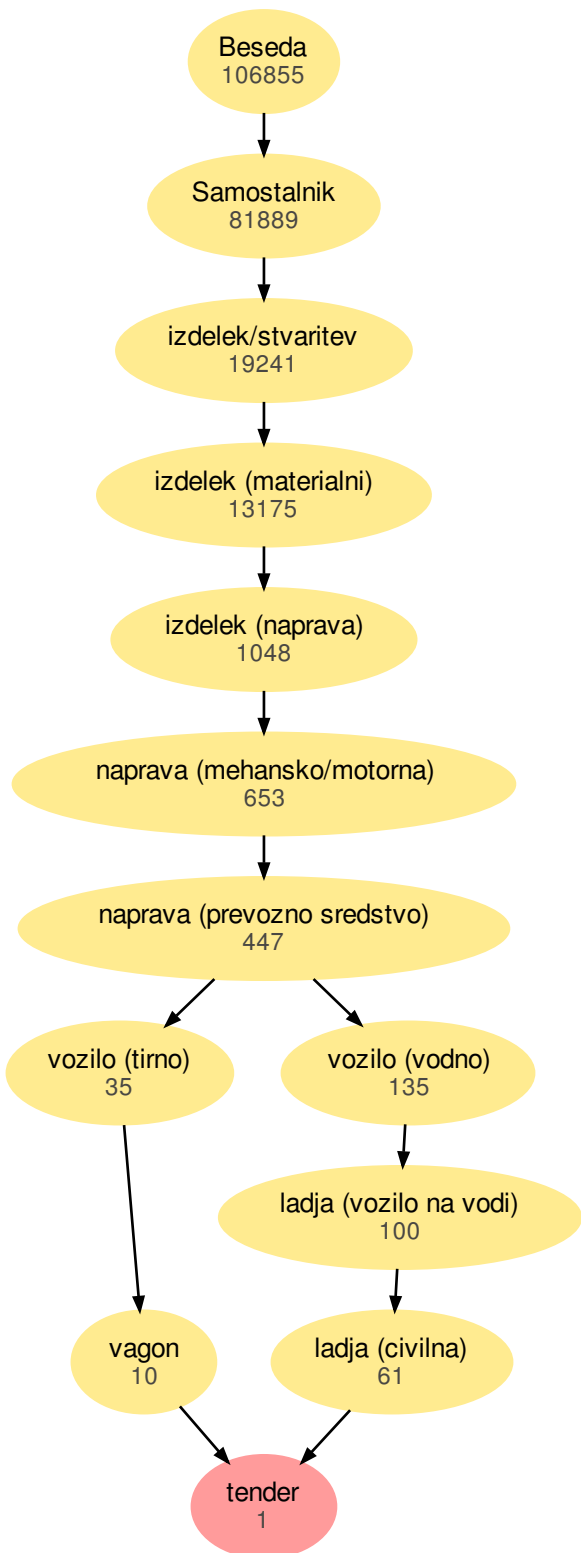 Beseda
106855
Samostalnik
81889
izdelek/stvaritev
19241
izdelek (materialni)
13175
izdelek (naprava)
1048
naprava (mehansko/motorna)
653
naprava (prevozno sredstvo)
447
vozilo (tirno)
35
vozilo (vodno)
135
ladja (vozilo na vodi)
100
vagon
10
ladja (civilna)
61
tender
1